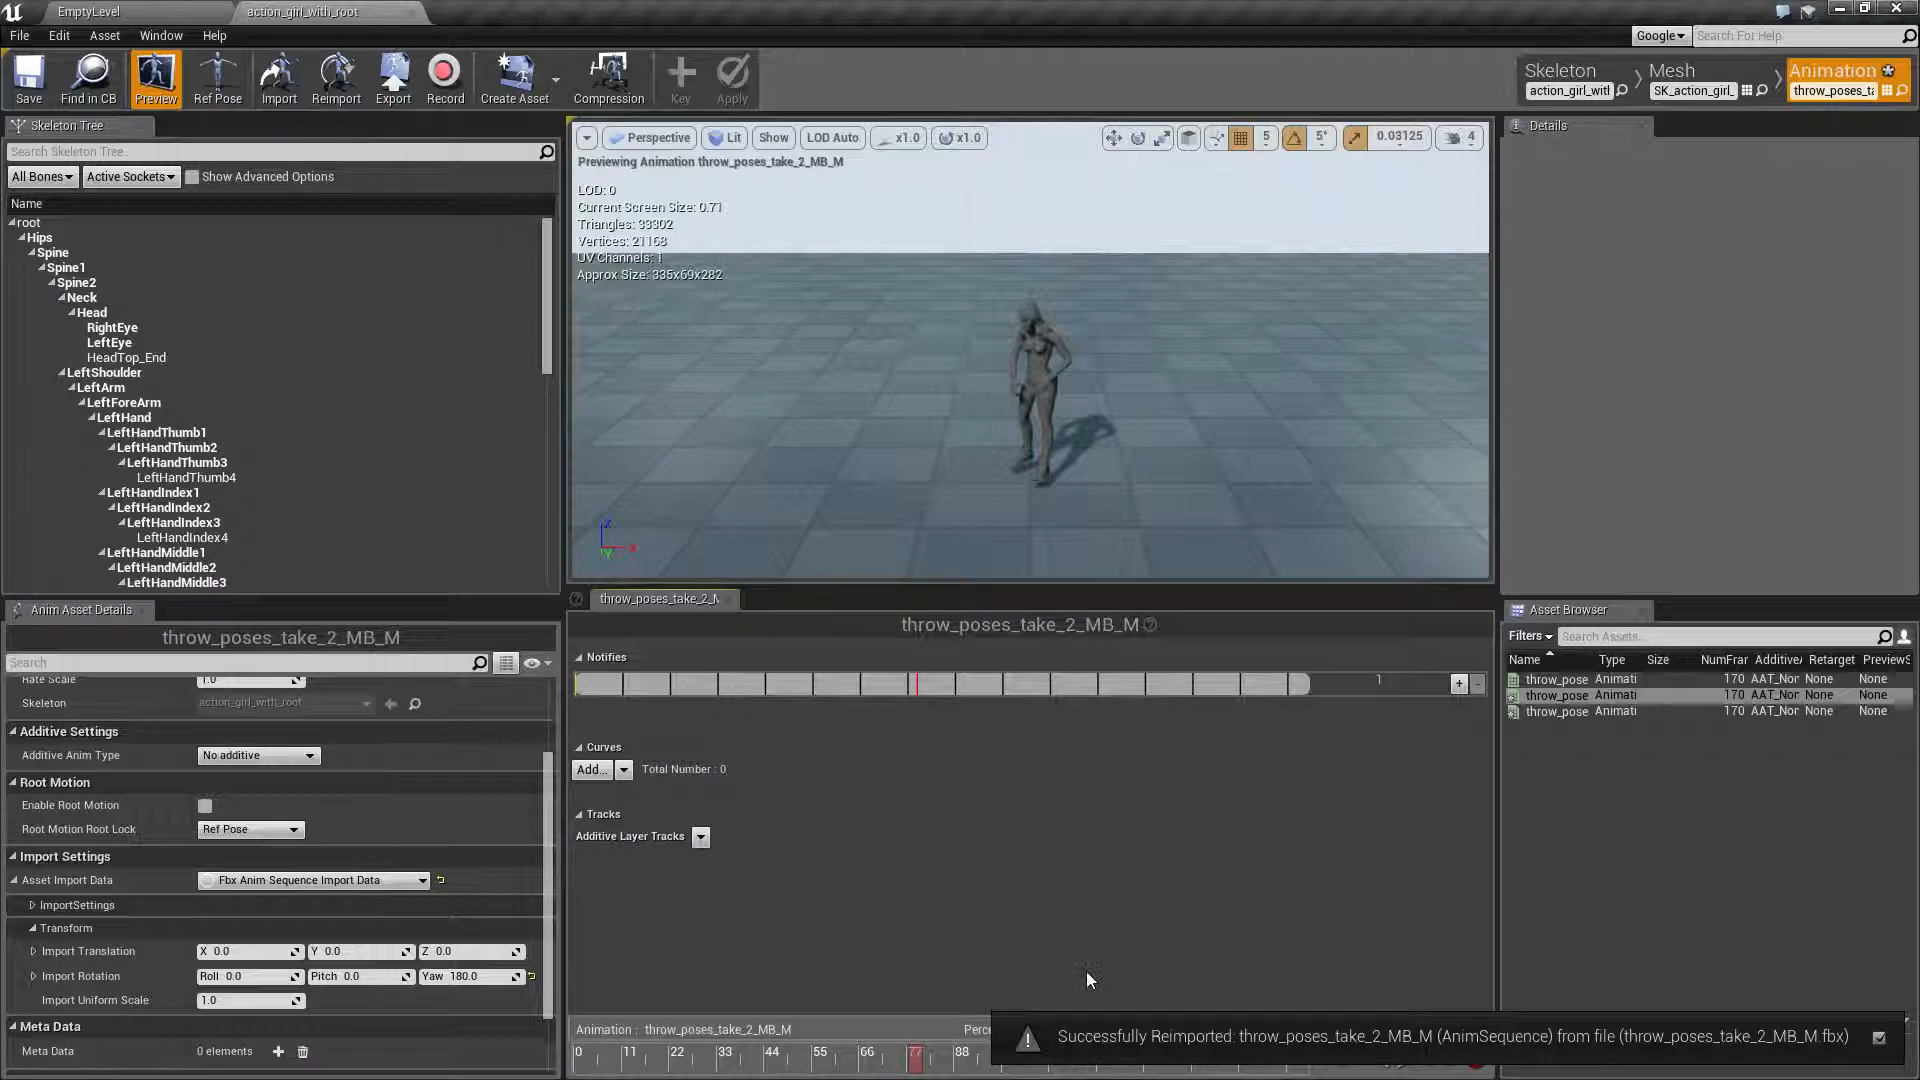 EmptyLevel
action_girl_with_root
File Edit Asset Window Help
Google
Search For Help
Save
Find in CB
Preview
Ref Pose
Import
Reimport
Export
Record
Create Asset
Compression
Key
Apply
Skeleton
action_girl_witl
Mesh
SK_action_girl_
Animation
throw_poses_ta
Skeleton Tree
Search Skeleton Tree..
All Bones
Active Sockets
Show Advanced Options
Name
root
Hips
Spine
Spine1
Spine2
Neck
Head
RightEye
LeftEye
HeadTop_End
LeftShoulder
LeftArm
LeftForeArm
LeftHand
LeftHandThumb1
LeftHandThumb2
LeftHandThumb3
LeftHandThumb4
LeftHandIndex1
LeftHandIndex2
LeftHandIndex3
LeftHandIndex4
LeftHandMiddle1
LeftHandMiddle2
LeftHandMiddle3
Perspective
Lit
Show
LOD Auto
x1.0
x1.0
5
5°
0.03125
4
Previewing Animation throw_poses_take_2_MB_M
LOD: 0
Current Screen Size: 0.71
Triangles: 33302
Vertices: 21168
UV Channels: 1
Approx Size: 335x69x282
Z
X
Y
Details
Anim Asset Details
throw_poses_take_2_MB_M
Search
Rate Scale 1.0
Skeleton action_girl_with_root
Additive Settings
Additive Anim Type No additive
Root Motion
Enable Root Motion
Root Motion Root Lock Ref Pose
Import Settings
Asset Import Data Fbx Anim Sequence Import Data
ImportSettings
Transform
Import Translation X 0.0 Y 0.0 Z 0.0
Import Rotation Roll 0.0 Pitch 0.0 Yaw 180.0
Import Uniform Scale 1.0
Meta Data
Meta Data 0 elements
throw_poses_take_2_M
throw_poses_take_2_MB_M
Notifies
1
Curves
Add... Total Number : 0
Tracks
Additive Layer Tracks
Animation : throw_poses_take_2_MB_M Perce
0 11 22 33 44 55 66 77 88
Asset Browser
Filters
Search Assets
Name Type Size NumFrar Additive Retarget PreviewS
throw_pose Animati 170 AAT_Nor None None
throw_pose Animati 170 AAT_Nor None None
throw_pose Animati 170 AAT_Nor None None
Successfully Reimported: throw_poses_take_2_MB_M (AnimSequence) from file (throw_poses_take_2_MB_M.fbx)